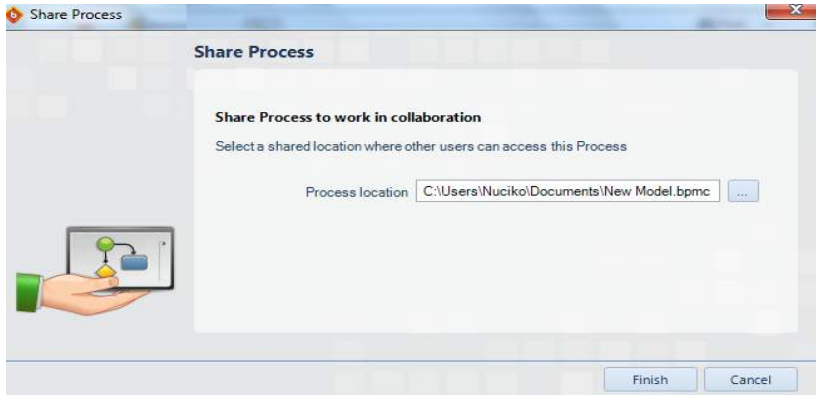 Share Process
Share Process
Share Process to work in collaboration
Select a shared location where other users can access this Process
Process location C:\Users\Nuciko\Documents\New Model.bpmc ...
Finish Cancel